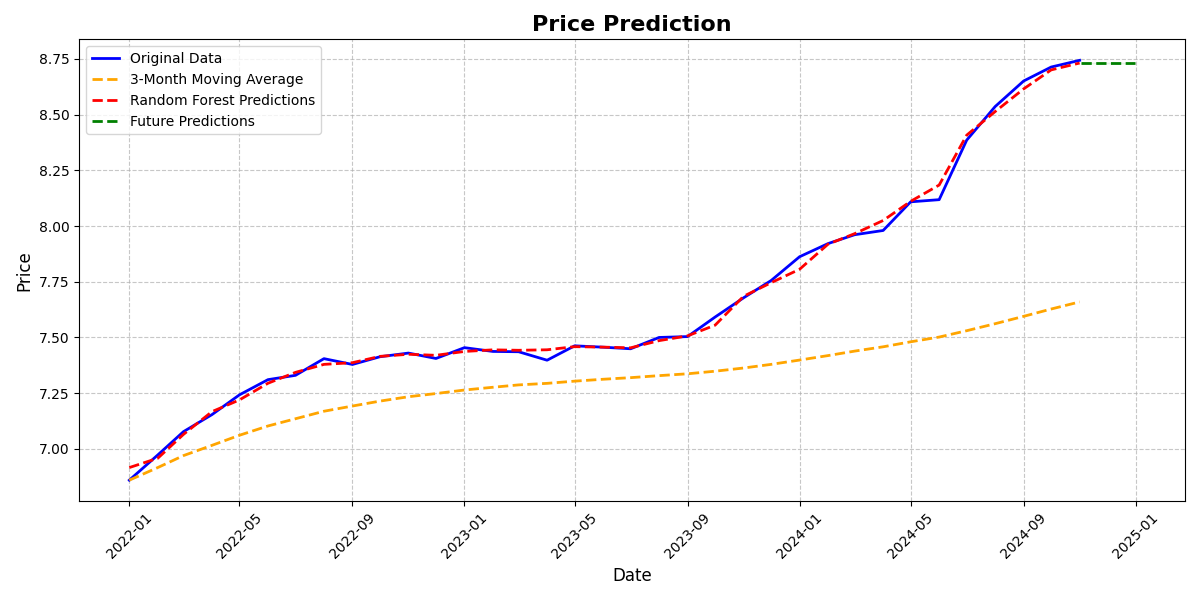 Price Prediction
Original Data
3-Month Moving Average
Random Forest Predictions
Future Predictions
Price
8.75
8.50
8.25
8.00
7.75
7.50
7.25
7.00
2022-01
2022-05
2022-09
2023-01
2023-05
2023-09
2024-01
2024-05
2024-09
2025-01
Date